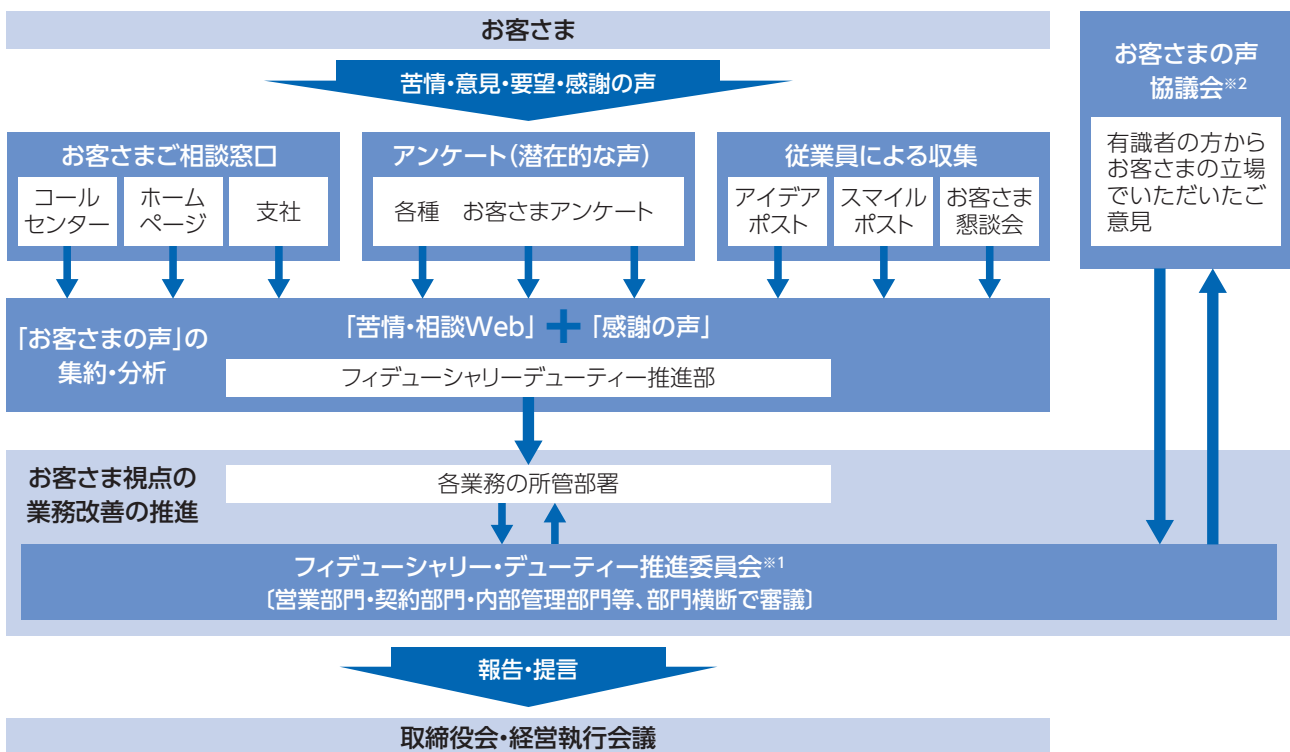 お客さま
苦情・意見・要望・感謝の声
お客さまご相談窓口
コール
センター
ホーム
ページ
支社
アンケート(潜在的な声)
各種　お客さまアンケート
従業員による収集
アイデア
ポスト
スマイル
ポスト
お客さま
懇談会
お客さまの声
協議会※2
有識者の方から
お客さまの立場
でいただいたご
意見
「お客さまの声」の
集約・分析
「苦情・相談Web」＋「感謝の声」
フィデューシャリーデューティー推進部
お客さま視点の
業務改善の推進
各業務の所管部署
フィデューシャリー・デューティー推進委員会※1
〔営業部門・契約部門・内部管理部門等、部門横断で審議〕
報告・提言
取締役会・経営執行会議